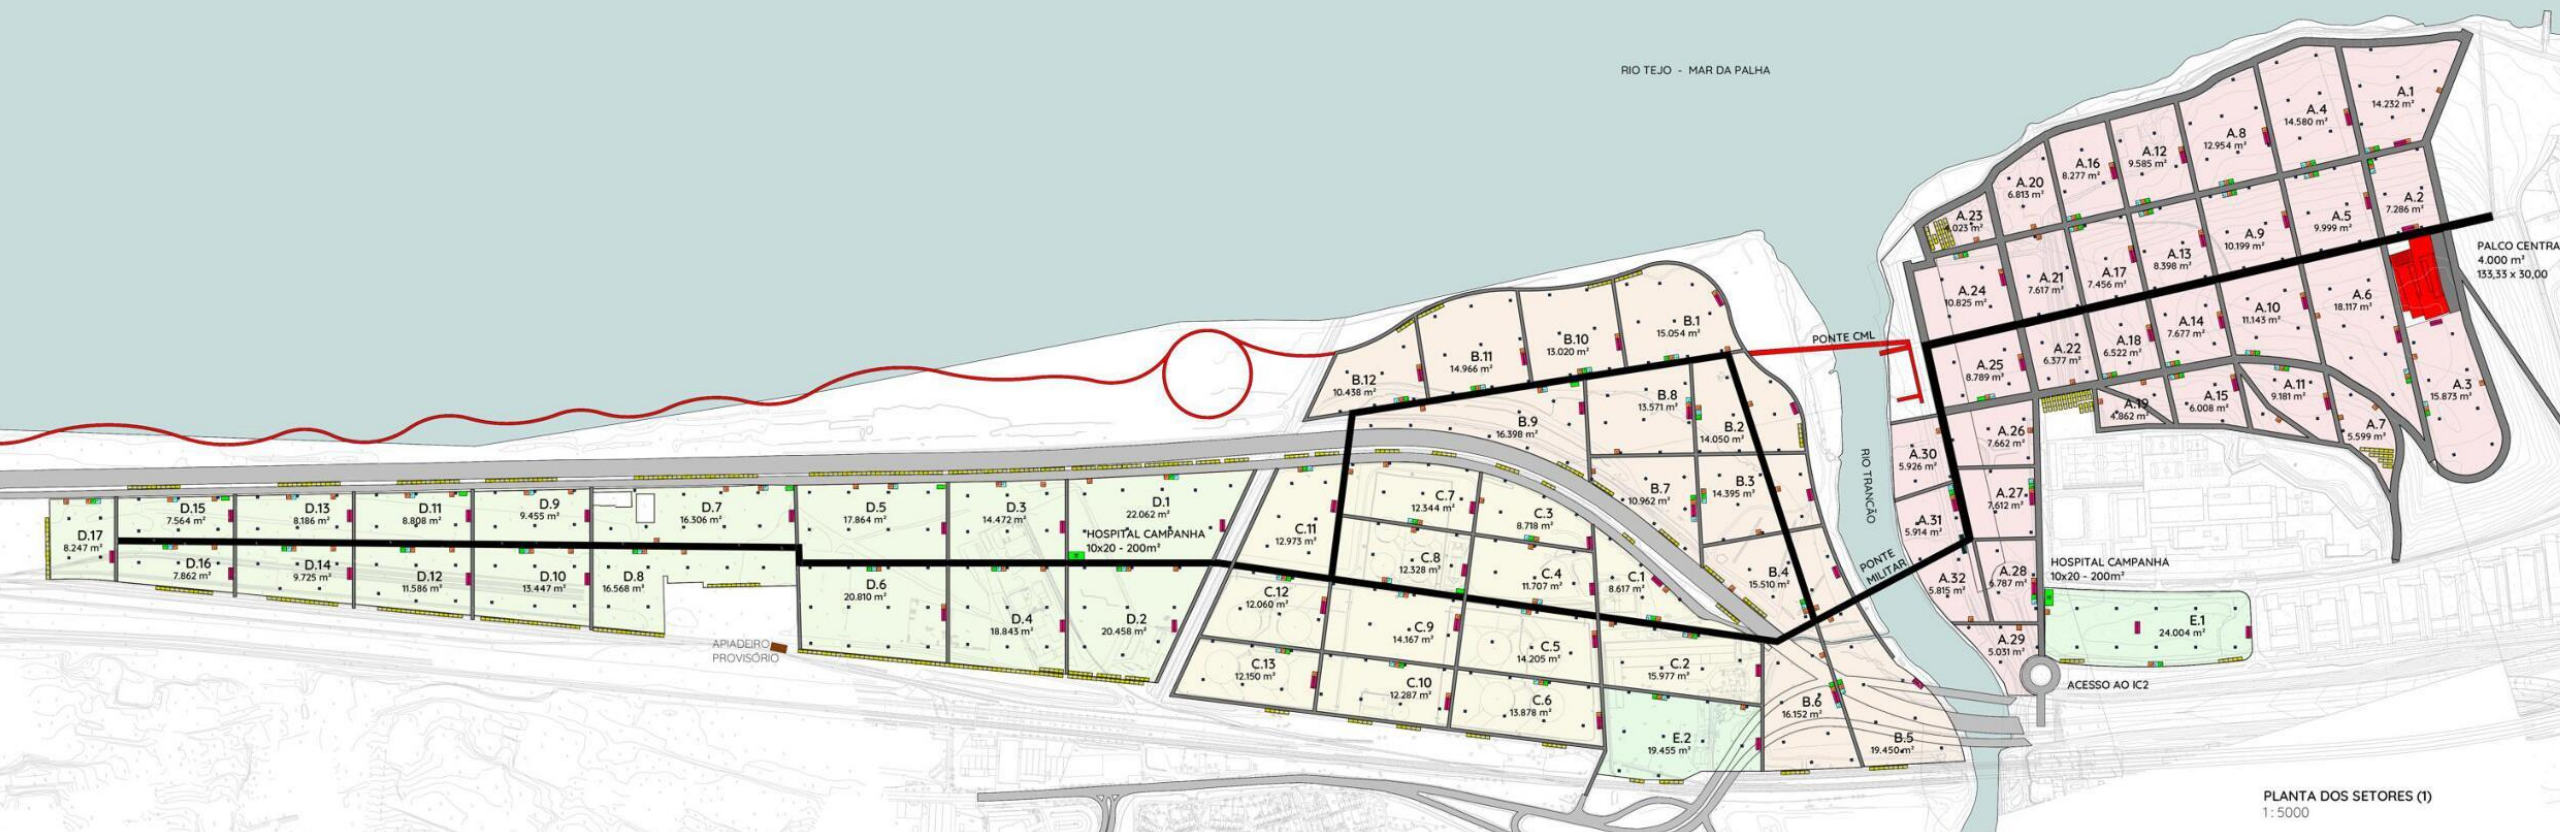 RIO TEJO - MAR DA PALHA
A.1
14.232 m²
A.4
14.580 m²
A.8
12.954 m²
A.12
9.585 m²
A.16
8.277 m²
A.20
6.813 m²
A.23
A.2
7.286 m²
A.5
9.999 m²
A.9
10.199 m²
A.13
8.398 m²
A.17
7.456 m²
A.21
7.617 m²
A.24
10.825 m²
PALCO CENTRA
4.000 m²
133,33 x 30,00
A.6
18.117 m²
A.10
11.143 m²
A.14
7.677 m²
A.18
6.522 m²
A.22
6.377 m²
A.25
8.789 m²
A.3
15.873 m²
A.7
5.599 m²
A.11
9.181 m²
A.15
6.008 m²
A.19
4.862 m²
A.26
7.662 m²
A.27
7.612 m²
A.28
6.787 m²
A.29
5.031 m²
A.30
5.926 m²
A.31
5.914 m²
A.32
5.815 m²
PONTE CML
RIO TRANCÃO
PONTE
MILITAR
HOSPITAL CAMPANHA
10x20 - 200m²
E.1
24.004 m²
ACESSO AO IC2
B.1
15.054 m²
B.10
13.020 m²
B.11
14.966 m²
B.12
10.438 m²
B.8
13.571 m²
B.2
14.050 m²
B.9
16.398 m²
B.7
10.962 m²
B.3
14.395 m²
B.4
15.510 m²
B.6
16.152 m²
B.5
19.450 m²
C.7
12.344 m²
C.3
8.718 m²
C.11
12.973 m²
C.8
12.328 m²
C.4
11.707 m²
C.1
8.617 m²
C.12
12.060 m²
C.9
14.167 m²
C.5
14.205 m²
C.2
15.977 m²
C.13
12.150 m²
C.10
12.287 m²
C.6
13.878 m²
E.2
19.455 m²
D.17
8.247 m²
D.15
7.564 m²
D.13
8.186 m²
D.11
8.808 m²
D.9
9.455 m²
D.7
16.306 m²
D.5
17.864 m²
D.3
14.472 m²
D.1
22.062 m²
HOSPITAL CAMPANHA
10x20 - 200m²
D.16
7.862 m²
D.14
9.725 m²
D.12
11.586 m²
D.10
13.447 m²
D.8
16.568 m²
D.6
20.810 m²
D.4
18.843 m²
D.2
20.458 m²
APIADEIRO
PROVISÓRIO
PLANTA DOS SETORES (1)
1:5000